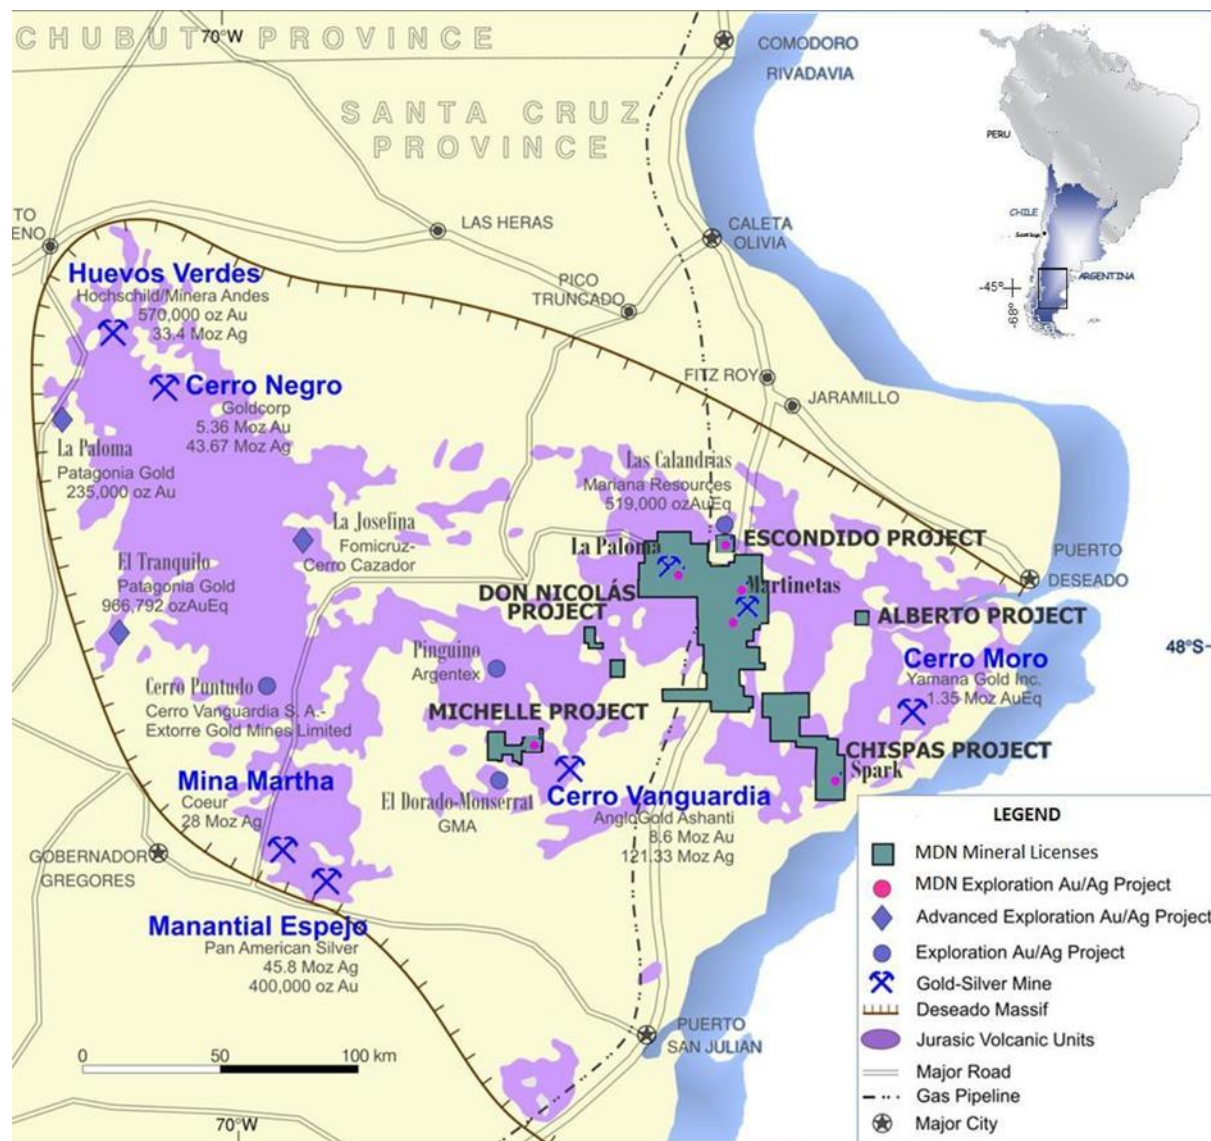 CHUBUT PROVINCE
70°W
COMODORO
RIVADAVIA
SANTA CRUZ
PROVINCE
PERU
CHILE
Santiago
ARGENTINA
-45º
-68º
TO
ENO
LAS HERAS
CALETA
OLIVIA
PICO
TRUNCADO
Huevos Verdes
Hochschild/Minera Andes
570,000 oz Au
33.4 Moz Ag
Cerro Negro
Goldcorp
5.36 Moz Au
43.67 Moz Ag
FITZ ROY
JARAMILLO
La Paloma
Patagonia Gold
235,000 oz Au
Las Calandrias
Mariana Resources
519,000 ozAuEq
La Josefina
Fomicruz-
Cerro Cazador
ESCONDIDO PROJECT
La Paloma
El Tranquilo
Patagonia Gold
966,792 ozAuEq
PUERTO
DESEADO
DON NICOLÁS
PROJECT
Martinetas
ALBERTO PROJECT
48ºS
Pinguino
Argentex
Cerro Moro
Yamana Gold Inc.
1.35 Moz AuEq
Cerro Puntudo
Cerro Vanguardia S. A.-
Extorre Gold Mines Limited
MICHELLE PROJECT
CHISPAS PROJECT
Spark
Mina Martha
Coeur
28 Moz Ag
El Dorado-Monserrat
GMA
Cerro Vanguardia
AngloGold Ashanti
8.6 Moz Au
121.33 Moz Ag
GOBERNADOR
GREGORES
Manantial Espejo
Pan American Silver
45.8 Moz Ag
400,000 oz Au
PUERTO
SAN JULIAN
0 50 100 km
70°W
LEGEND
MDN Mineral Licenses
MDN Exploration Au/Ag Project
Advanced Exploration Au/Ag Project
Exploration Au/Ag Project
Gold-Silver Mine
Deseado Massif
Jurasic Volcanic Units
Major Road
Gas Pipeline
Major City